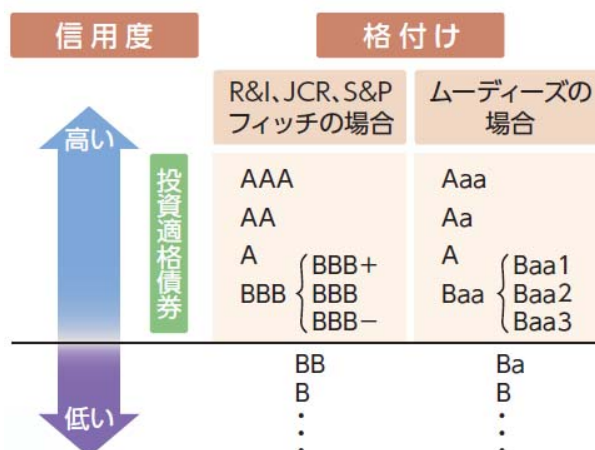 信用度
格付け
R&I、JCR、S&P
フィッチの場合
ムーディーズの
場合
高い
投資適格債券
AAA
Aaa
AA
Aa
A
A
BBB
BBB+
BBB
BBB−
Baa
Baa1
Baa2
Baa3
BB
Ba
B
B
低い